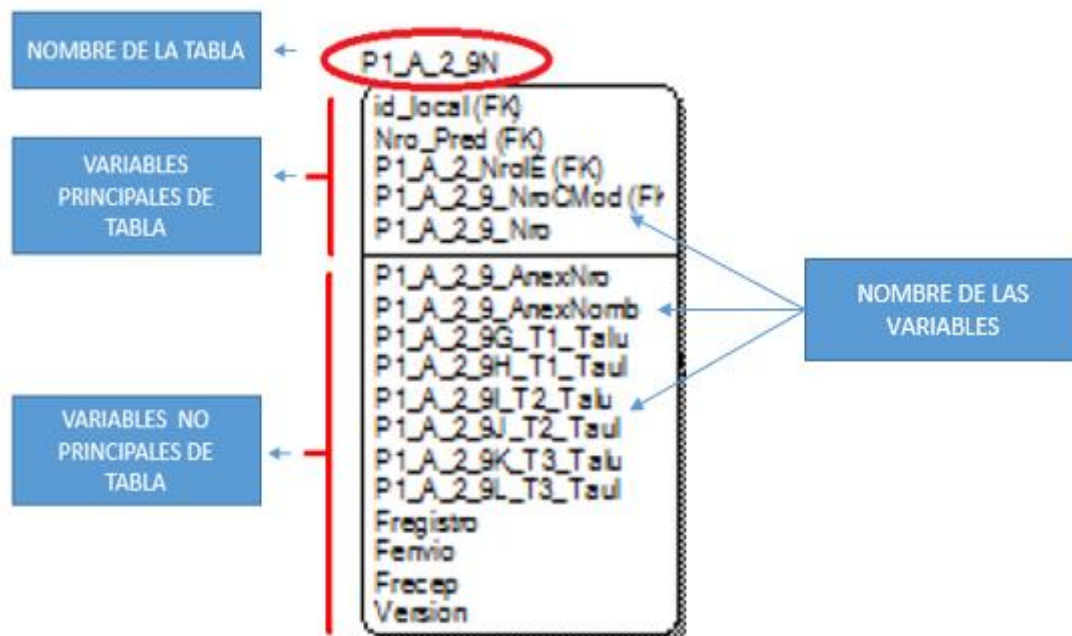 NOMBRE DE LA TABLA
P1_A_2_9N
VARIABLES
PRINCIPALES DE
TABLA
id_local (FK)
Nro_Pred (FK)
P1_A_2_NroIE (FK)
P1_A_2_9_NroCMod (FK
P1_A_2_9_Nro
NOMBRE DE LAS
VARIABLES
VARIABLES NO
PRINCIPALES DE
TABLA
P1_A_2_9_AnexNro
P1_A_2_9_AnexNomb
P1_A_2_9G_T1_Talu
P1_A_2_9H_T1_Taul
P1_A_2_9I_T2_Talu
P1_A_2_9J_T2_Taul
P1_A_2_9K_T3_Talu
P1_A_2_9L_T3_Taul
Fregistro
Fenvio
Frecep
Version